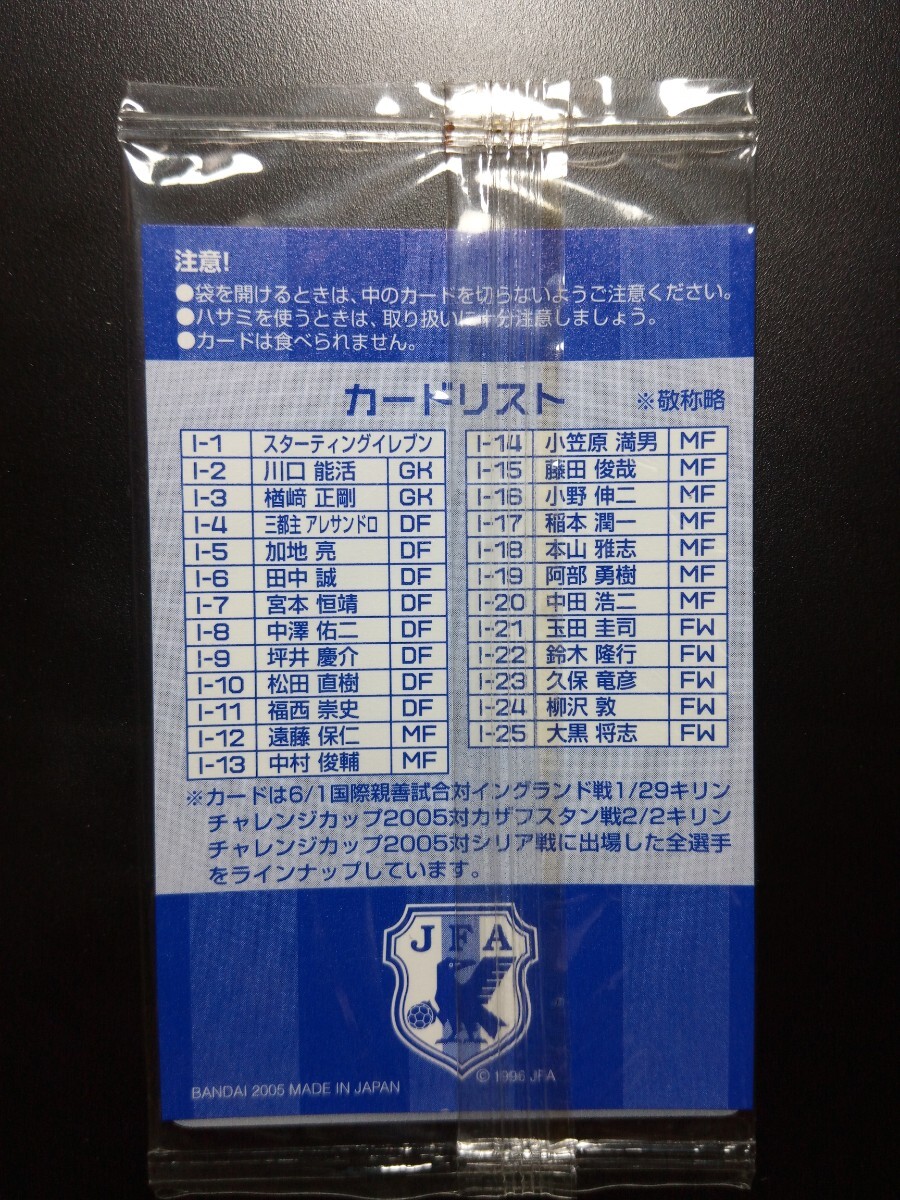 注意!
●袋を開けるときは、中のカードを切らないようご注意ください。
●ハサミを使うときは、取り扱いに十分注意しましょう。
●カードは食べられません。
カードリスト ※敬称略
I-1 スターティングイレブン
I-2 川口 能活 GK
I-3 楢﨑 正剛 GK
I-4 三都主 アレサンドロ DF
I-5 加地 亮 DF
I-6 田中 誠 DF
I-7 宮本 恒靖 DF
I-8 中澤 佑二 DF
I-9 坪井 慶介 DF
I-10 松田 直樹 DF
I-11 福西 崇史 DF
I-12 遠藤 保仁 MF
I-13 中村 俊輔 MF
I-14 小笠原 満男 MF
I-15 藤田 俊哉 MF
I-16 小野 伸二 MF
I-17 稲本 潤一 MF
I-18 本山 雅志 MF
I-19 阿部 勇樹 MF
I-20 中田 浩二 MF
I-21 玉田 圭司 FW
I-22 鈴木 隆行 FW
I-23 久保 竜彦 FW
I-24 柳沢 敦 FW
I-25 大黒 将志 FW
※カードは6/1国際親善試合対イングランド戦1/29キリン
チャレンジカップ2005対カザフスタン戦2/2キリン
チャレンジカップ2005対シリア戦に出場した全選手
をラインナップしています。
JFA
© 1996 JFA
BANDAI 2005 MADE IN JAPAN